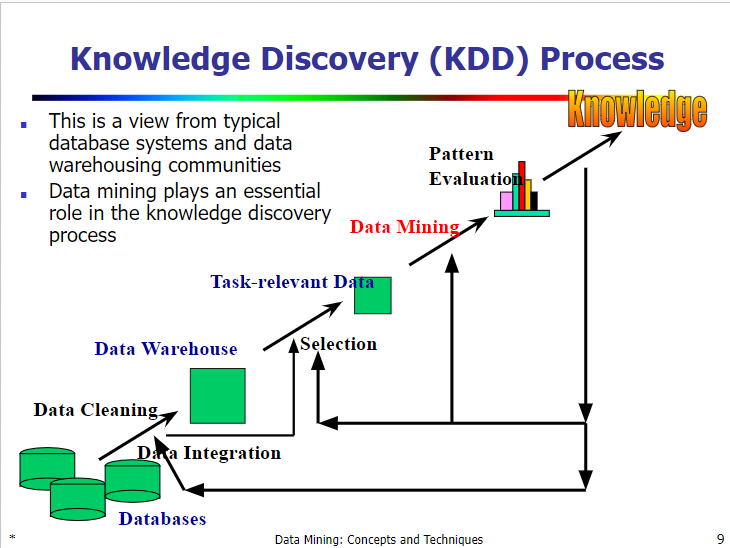 Knowledge Discovery (KDD) Process
Knowledge
▪ This is a view from typical
database systems and data
warehousing communities
▪ Data mining plays an essential
role in the knowledge discovery
process
Pattern
Evaluation
Data Mining
Task-relevant Data
Selection
Data Warehouse
Data Cleaning
Data Integration
Databases
*
Data Mining: Concepts and Techniques
9